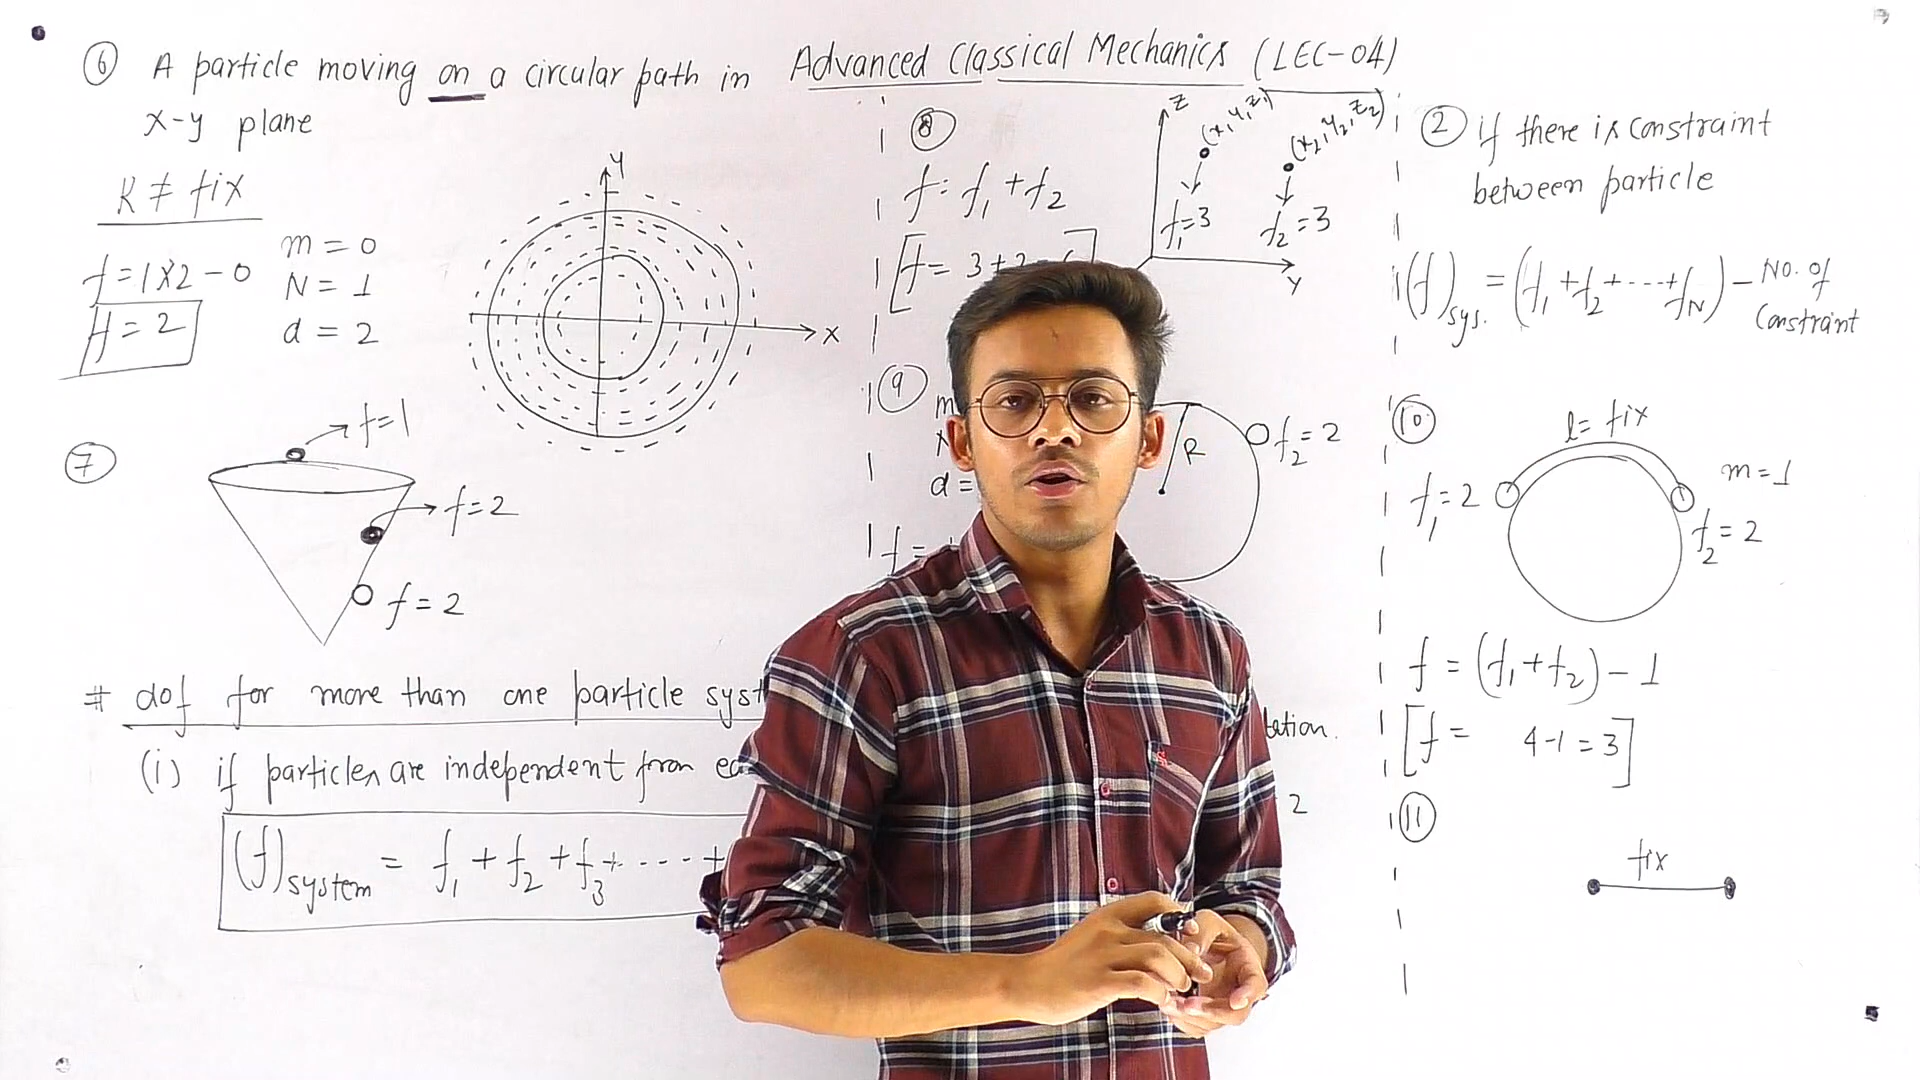 Advanced Classical Mechanics (LEC-04)
⑥ A particle moving on a circular path in
x-y plane
R ≠ fix
f = 1×2 - 0
f = 2
m = 0
N = 1
d = 2
Y
X
⑦
f=1
f=2
f = 2
# dof for more than one particle
(i) if particles are independent from
(f)system = f₁ + f₂ + f₃ + ---- +
⑧
f = f₁ + f₂
[f = 3+
Z
(x₁ y₁ z₁)
(x₂, y₂, z₂)
f₁=3
f₂=3
Y
⑨
m
d =
f =
R
f₂ = 2
2
② if there is constraint
between particle
(f)sys. = (f₁ + f₂ + ---- + fN) - No. of
Constraint
⑩
l = fix
m = 1
f₁ = 2
f₂ = 2
f = (f₁ + f₂) - 1
[f = 4-1 = 3]
⑪
fix